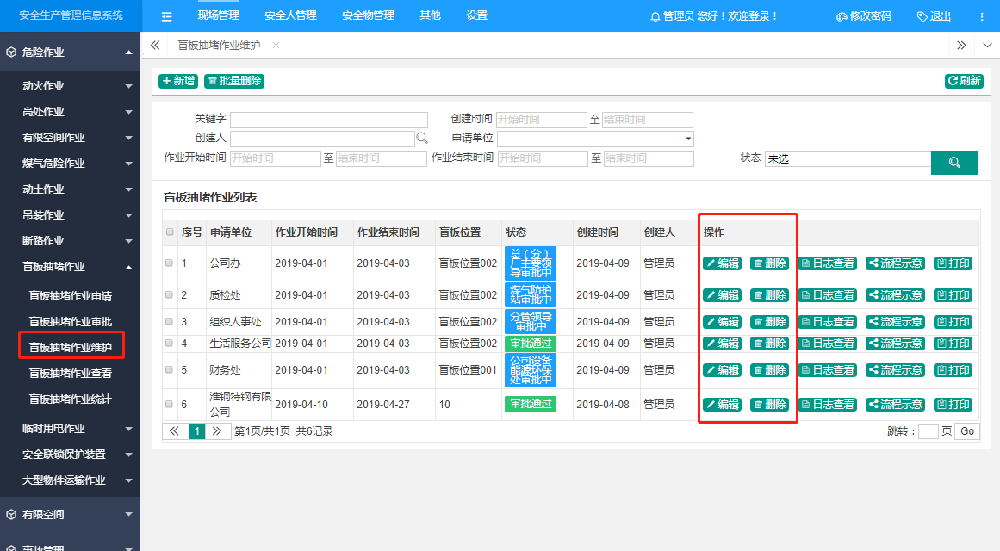 安全生产管理信息系统
现场管理 安全人管理 安全物管理 其他 设置 管理员 您好！欢迎登录！ 修改密码 退出
危险作业
动火作业
高处作业
有限空间作业
煤气危险作业
动土作业
吊装作业
断路作业
盲板抽堵作业
盲板抽堵作业申请
盲板抽堵作业审批
盲板抽堵作业维护
盲板抽堵作业查看
盲板抽堵作业统计
临时用电作业
安全联锁保护装置
大型物件运输作业
有限空间
事故管理
盲板抽堵作业维护
新增 批量删除 刷新
关键字 创建时间 开始时间 至 结束时间
创建人 申请单位
作业开始时间 开始时间 至 结束时间 作业结束时间 开始时间 至 结束时间 状态 未选
盲板抽堵作业列表
序号 申请单位 作业开始时间 作业结束时间 盲板位置 状态 创建时间 创建人 操作
1 公司办 2019-04-01 2019-04-03 盲板位置002 总（分）厂主要领导审批中 2019-04-09 管理员 编辑 删除 日志查看 流程示意 打印
2 质检处 2019-04-01 2019-04-03 盲板位置002 煤气防护站审批中 2019-04-09 管理员 编辑 删除 日志查看 流程示意 打印
3 组织人事处 2019-04-01 2019-04-03 盲板位置002 分管领导审批中 2019-04-09 管理员 编辑 删除 日志查看 流程示意 打印
4 生活服务公司 2019-04-01 2019-04-03 盲板位置002 审批通过 2019-04-09 管理员 编辑 删除 日志查看 流程示意 打印
5 财务处 2019-04-01 2019-04-03 盲板位置001 公司设备能源环保处审批中 2019-04-09 管理员 编辑 删除 日志查看 流程示意 打印
6 淮钢特钢有限公司 2019-04-10 2019-04-27 10 审批通过 2019-04-08 管理员 编辑 删除 日志查看 流程示意 打印
1 第1页/共1页 共6记录 跳转： 页 Go